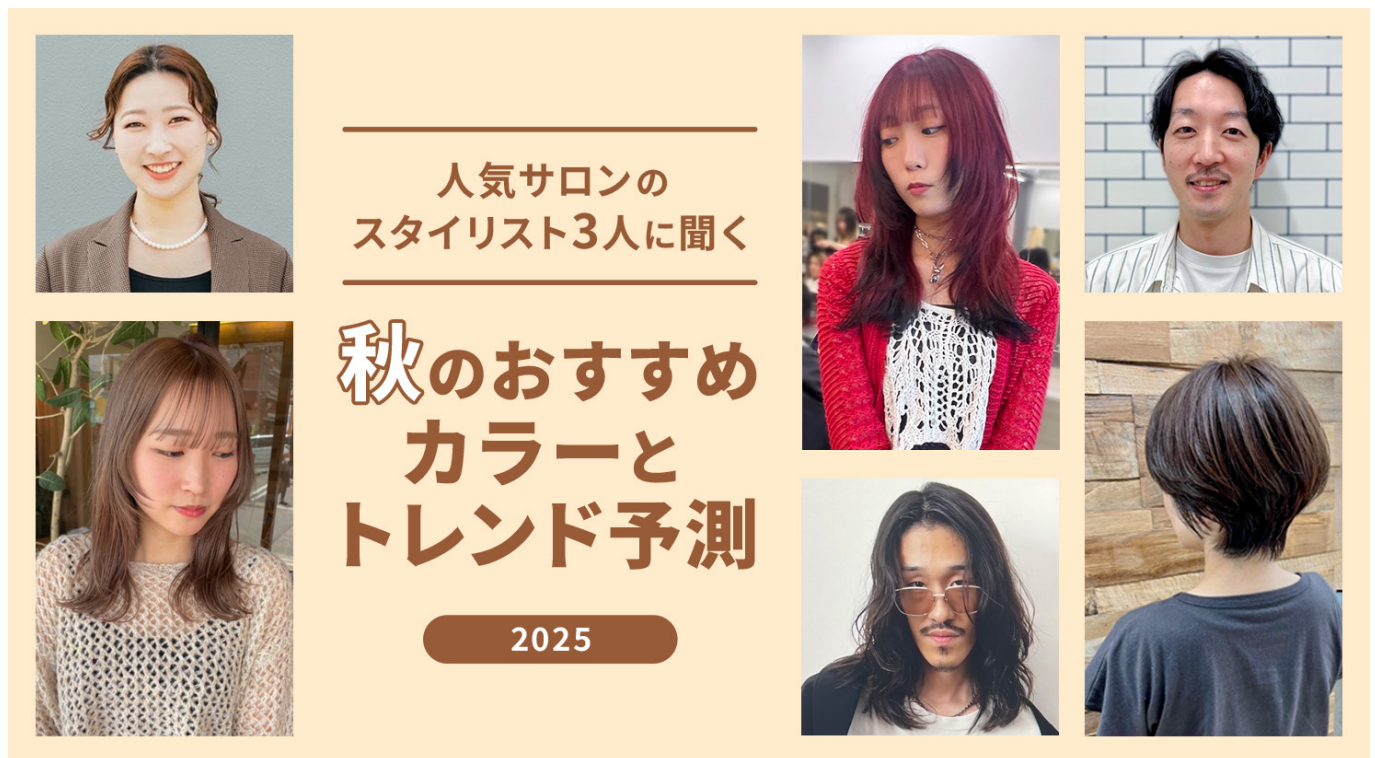 人気サロンの
スタイリスト3人に聞く
秋のおすすめ
カラーと
トレンド予測
2025